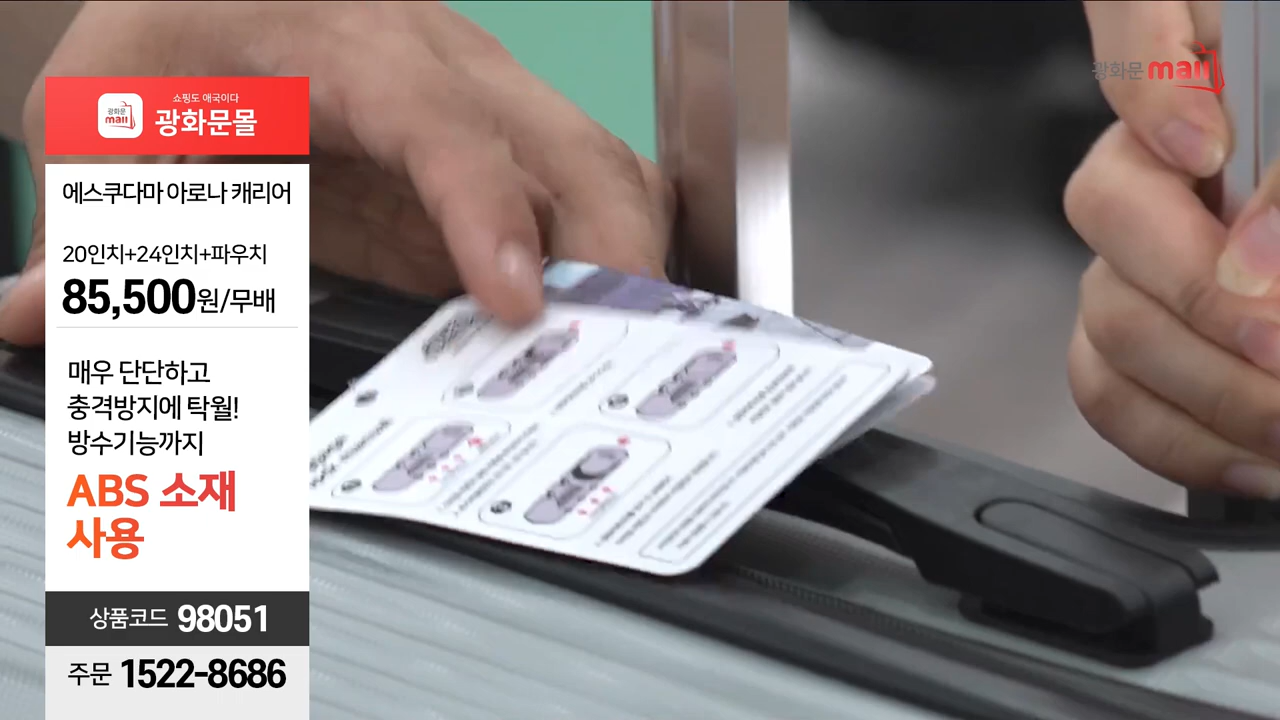 쇼핑도 애국이다
광화문
mall
광화문몰
광화문 mall
에스쿠다마 아로나 캐리어
20인치+24인치+파우치
85,500원/무배
매우 단단하고
충격방지에 탁월!
방수기능까지
ABS 소재
사용
상품코드 98051
주문 1522-8686